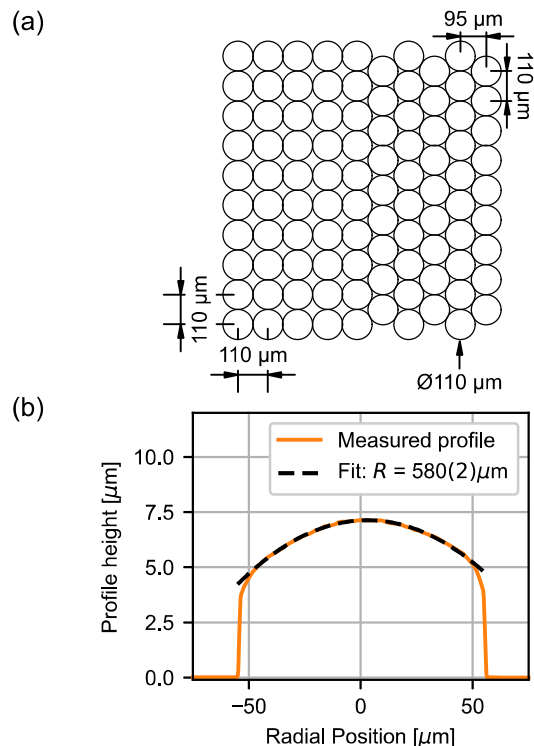 (a)
95 µm
110 µm
110 µm
110 µm
Ø110 µm
(b)
Measured profile
Fit: R = 580(2)µm
Profile height [µm]
10.0
7.5
5.0
2.5
0.0
−50
0
50
Radial Position [µm]